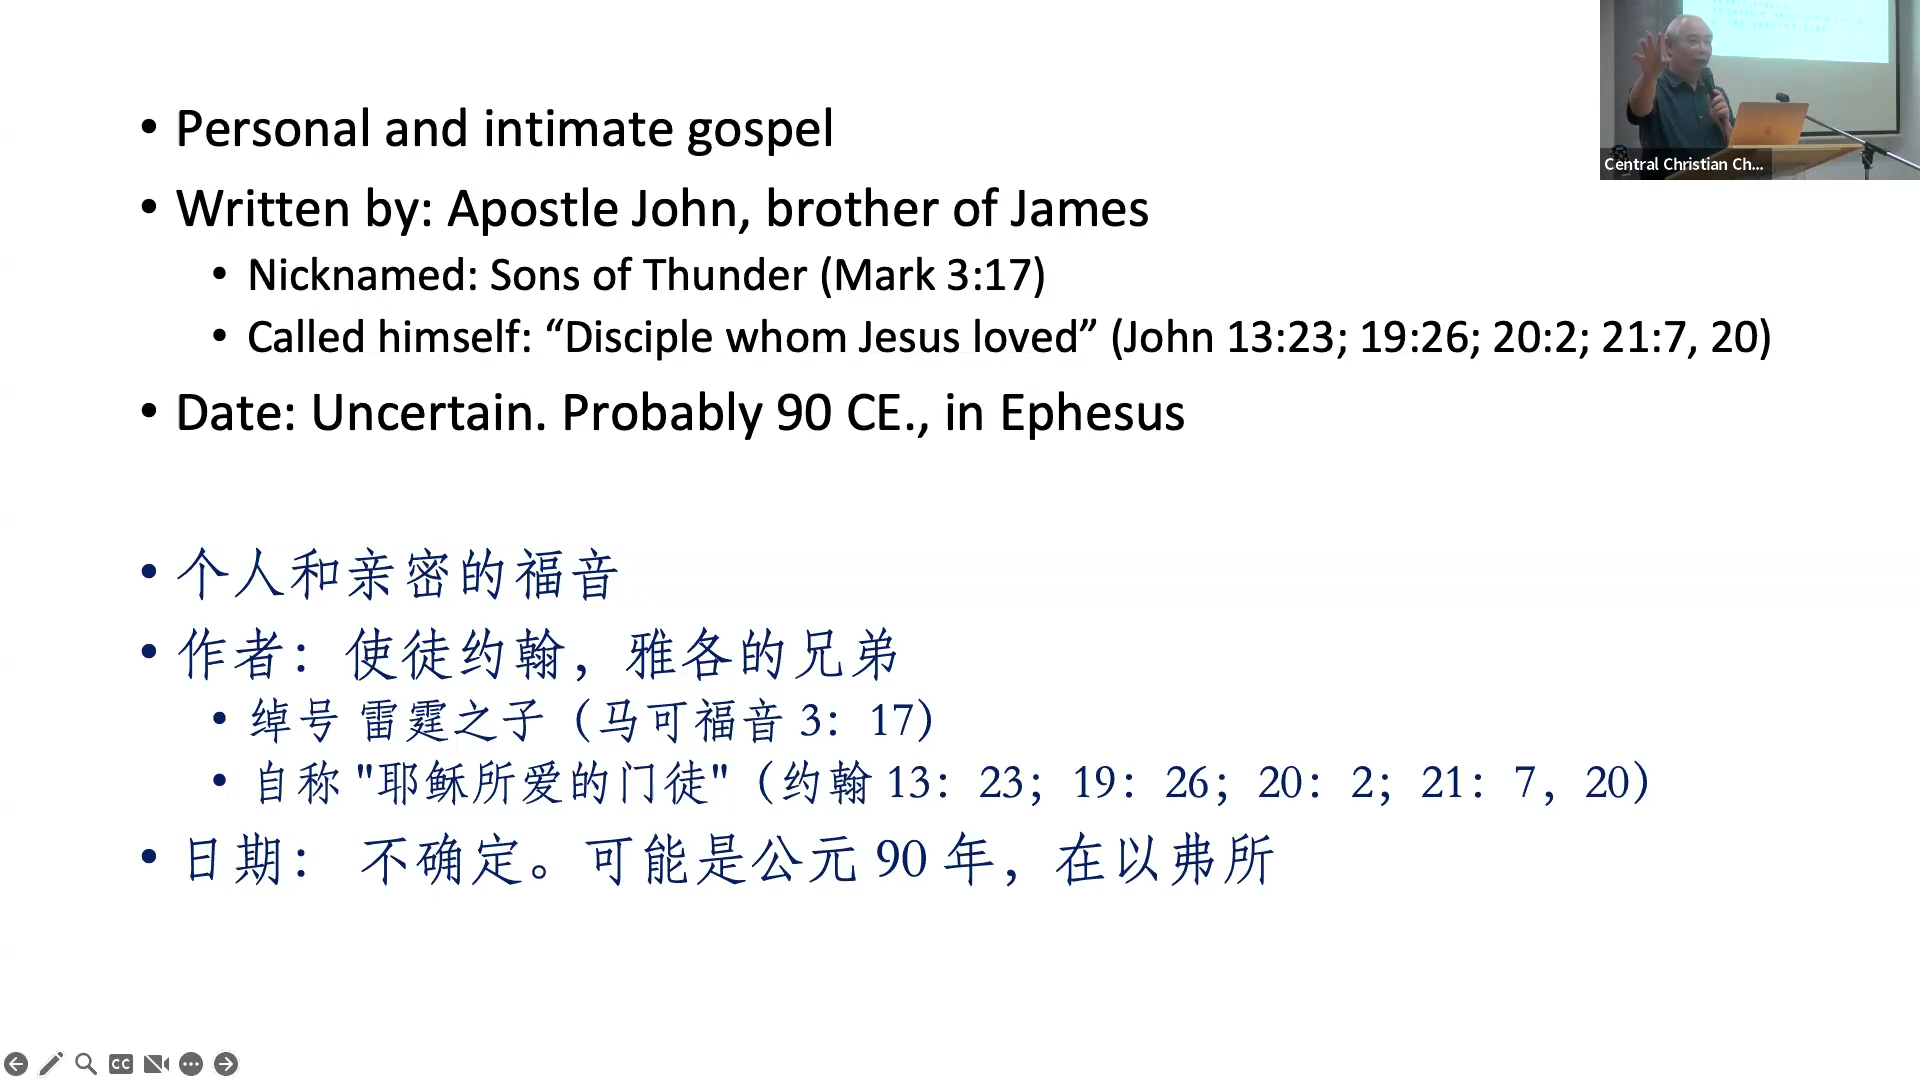 • Personal and intimate gospel
• Written by: Apostle John, brother of James
• Nicknamed: Sons of Thunder (Mark 3:17)
• Called himself: “Disciple whom Jesus loved” (John 13:23; 19:26; 20:2; 21:7, 20)
• Date: Uncertain. Probably 90 CE., in Ephesus
• 个人和亲密的福音
• 作者：使徒约翰，雅各的兄弟
• 绰号 雷霆之子（马可福音 3：17）
• 自称 "耶稣所爱的门徒"（约翰 13：23；19：26；20：2；21：7，20）
• 日期： 不确定。可能是公元 90 年，在以弗所
Central Christian Ch...
CC